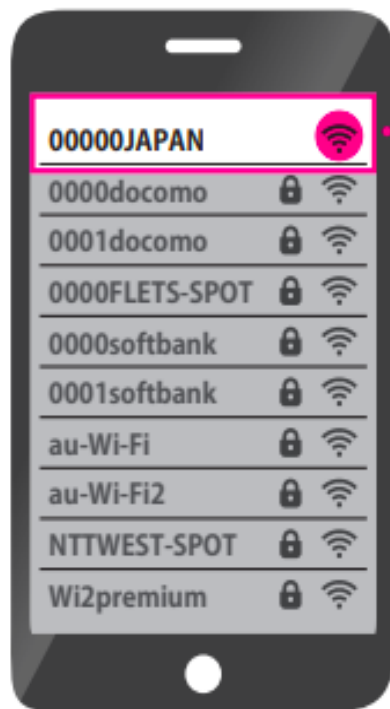 00000JAPAN
0000docomo
0001docomo
0000FLETS-SPOT
0000softbank
0001softbank
au-Wi-Fi
au-Wi-Fi2
NTTWEST-SPOT
Wi2premium